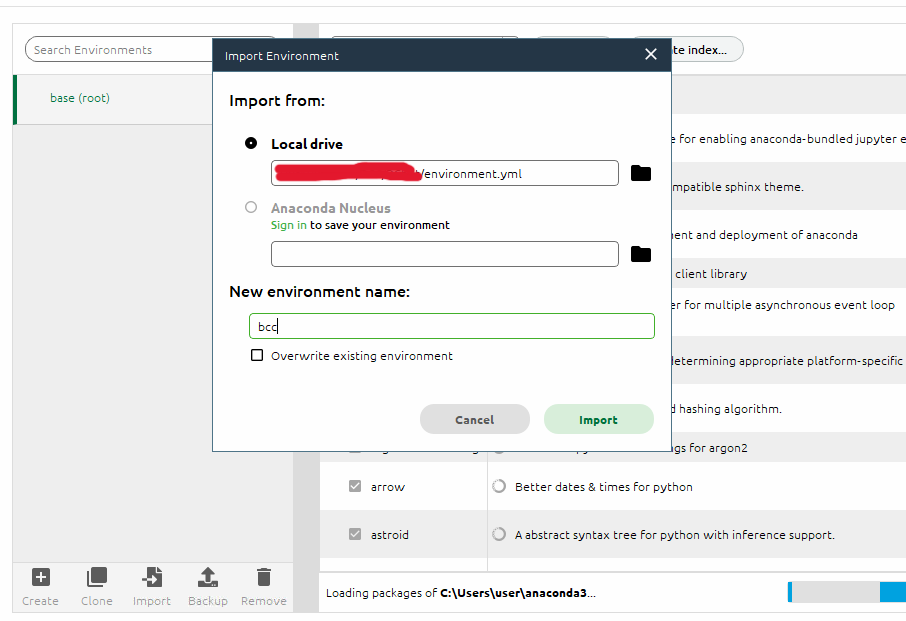 Search Environments
te index...
Import Environment
base (root)
Import from:
e for enabling anaconda-bundled jupyter e
Local drive
/environment.yml
mpatible sphinx theme.
Anaconda Nucleus
Sign in to save your environment
ent and deployment of anaconda
client library
New environment name:
er for multiple asynchronous event loop
bcc
Overwrite existing environment
determining appropriate platform-specific
d hashing algorithm.
Cancel
Import
gs for argon2
arrow
Better dates & times for python
astroid
A abstract syntax tree for python with inference support.
Create
Clone
Import
Backup
Remove
Loading packages of C:\Users\user\anaconda3...